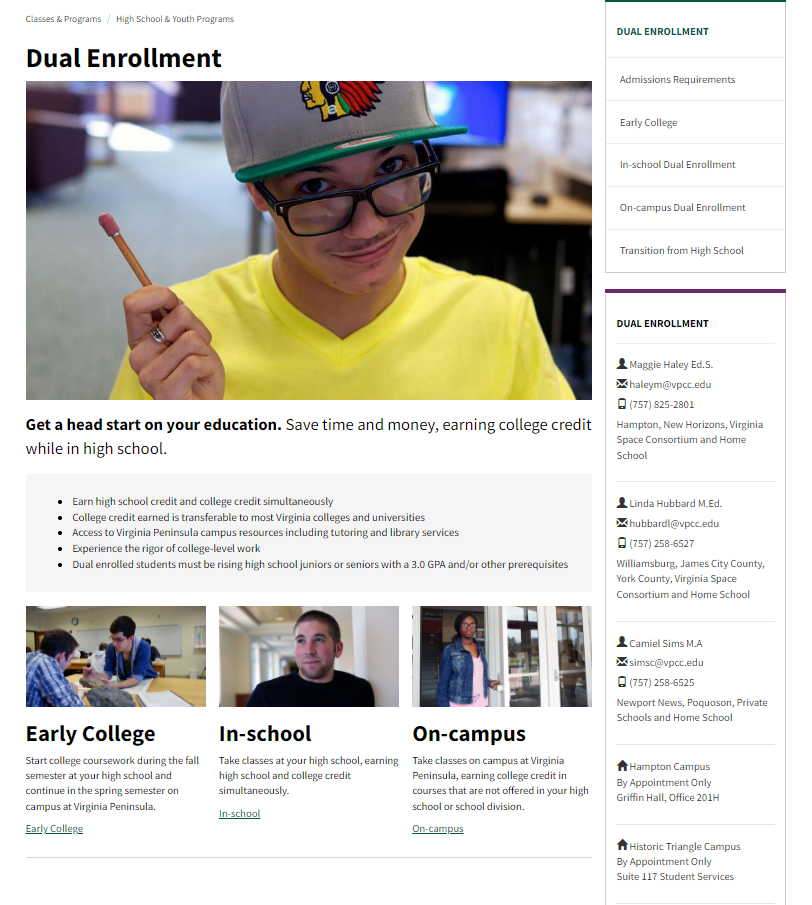 Classes & Programs / High School & Youth Programs
Dual Enrollment
Get a head start on your education. Save time and money, earning college credit
while in high school.
Earn high school credit and college credit simultaneously
College credit earned is transferable to most Virginia colleges and universities
Access to Virginia Peninsula campus resources including tutoring and library services
Experience the rigor of college-level work
Dual enrolled students must be rising high school juniors or seniors with a 3.0 GPA and/or other prerequisites
Early College
Start college coursework during the fall
semester at your high school and
continue in the spring semester on
campus at Virginia Peninsula.
Early College
In-school
Take classes at your high school, earning
high school and college credit
simultaneously.
In-school
On-campus
Take classes on campus at Virginia
Peninsula, earning college credit in
courses that are not offered in your high
school or school division.
On-campus
DUAL ENROLLMENT
Admissions Requirements
Early College
In-school Dual Enrollment
On-campus Dual Enrollment
Transition from High School
DUAL ENROLLMENT
Maggie Haley Ed.S.
haleym@vpcc.edu
(757) 825-2801
Hampton, New Horizons, Virginia
Space Consortium and Home
School
Linda Hubbard M.Ed.
hubbardl@vpcc.edu
(757) 258-6527
Williamsburg, James City County,
York County, Virginia Space
Consortium and Home School
Camiel Sims M.A
simsc@vpcc.edu
(757) 258-6525
Newport News, Poquoson, Private
Schools and Home School
Hampton Campus
By Appointment Only
Griffin Hall, Office 201H
Historic Triangle Campus
By Appointment Only
Suite 117 Student Services